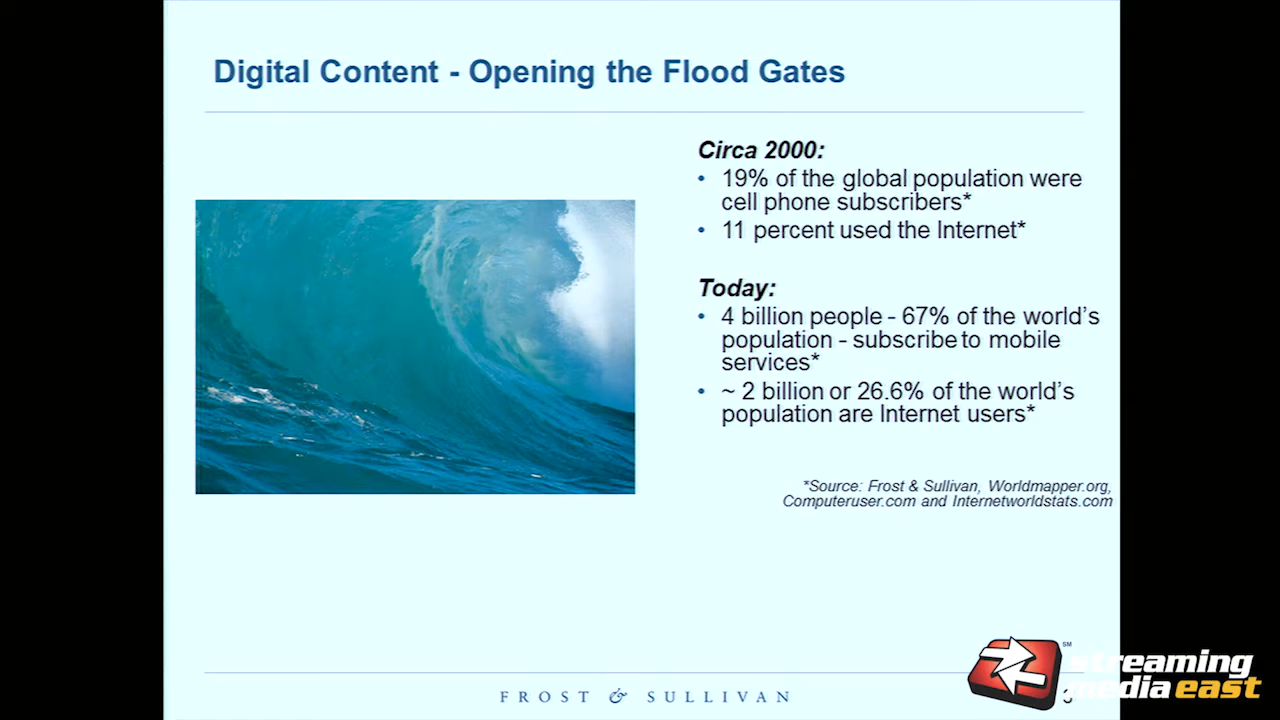 Digital Content - Opening the Flood Gates
Circa 2000:
• 19% of the global population were
cell phone subscribers*
• 11 percent used the Internet*
Today:
• 4 billion people - 67% of the world's
population - subscribe to mobile
services*
• ~ 2 billion or 26.6% of the world's
population are Internet users*
*Source: Frost & Sullivan, Worldmapper.org,
Computeruser.com and Internetworldstats.com
FROST & SULLIVAN
SM
streaming
media east